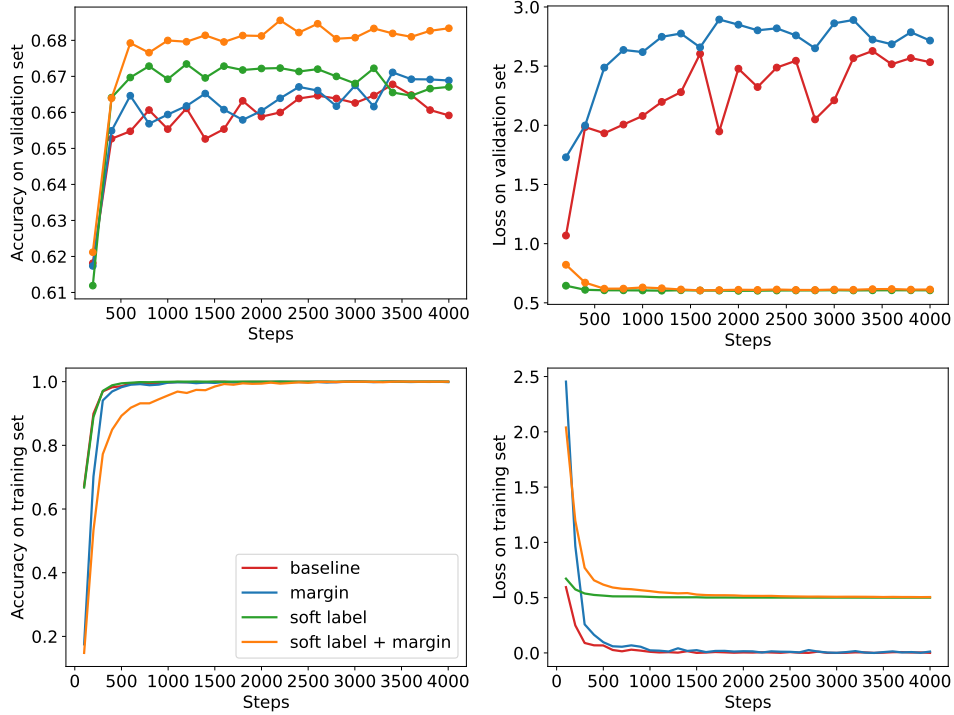 Accuracy on validation set
0.68
0.67
0.66
0.65
0.64
0.63
0.62
0.61
500 1000 1500 2000 2500 3000 3500 4000
Steps
Loss on validation set
3.0
2.5
2.0
1.5
1.0
0.5
500 1000 1500 2000 2500 3000 3500 4000
Steps
Accuracy on training set
1.0
0.8
0.6
0.4
0.2
0 500 1000 1500 2000 2500 3000 3500 4000
Steps
baseline
margin
soft label
soft label + margin
Loss on training set
2.5
2.0
1.5
1.0
0.5
0.0
0 500 1000 1500 2000 2500 3000 3500 4000
Steps